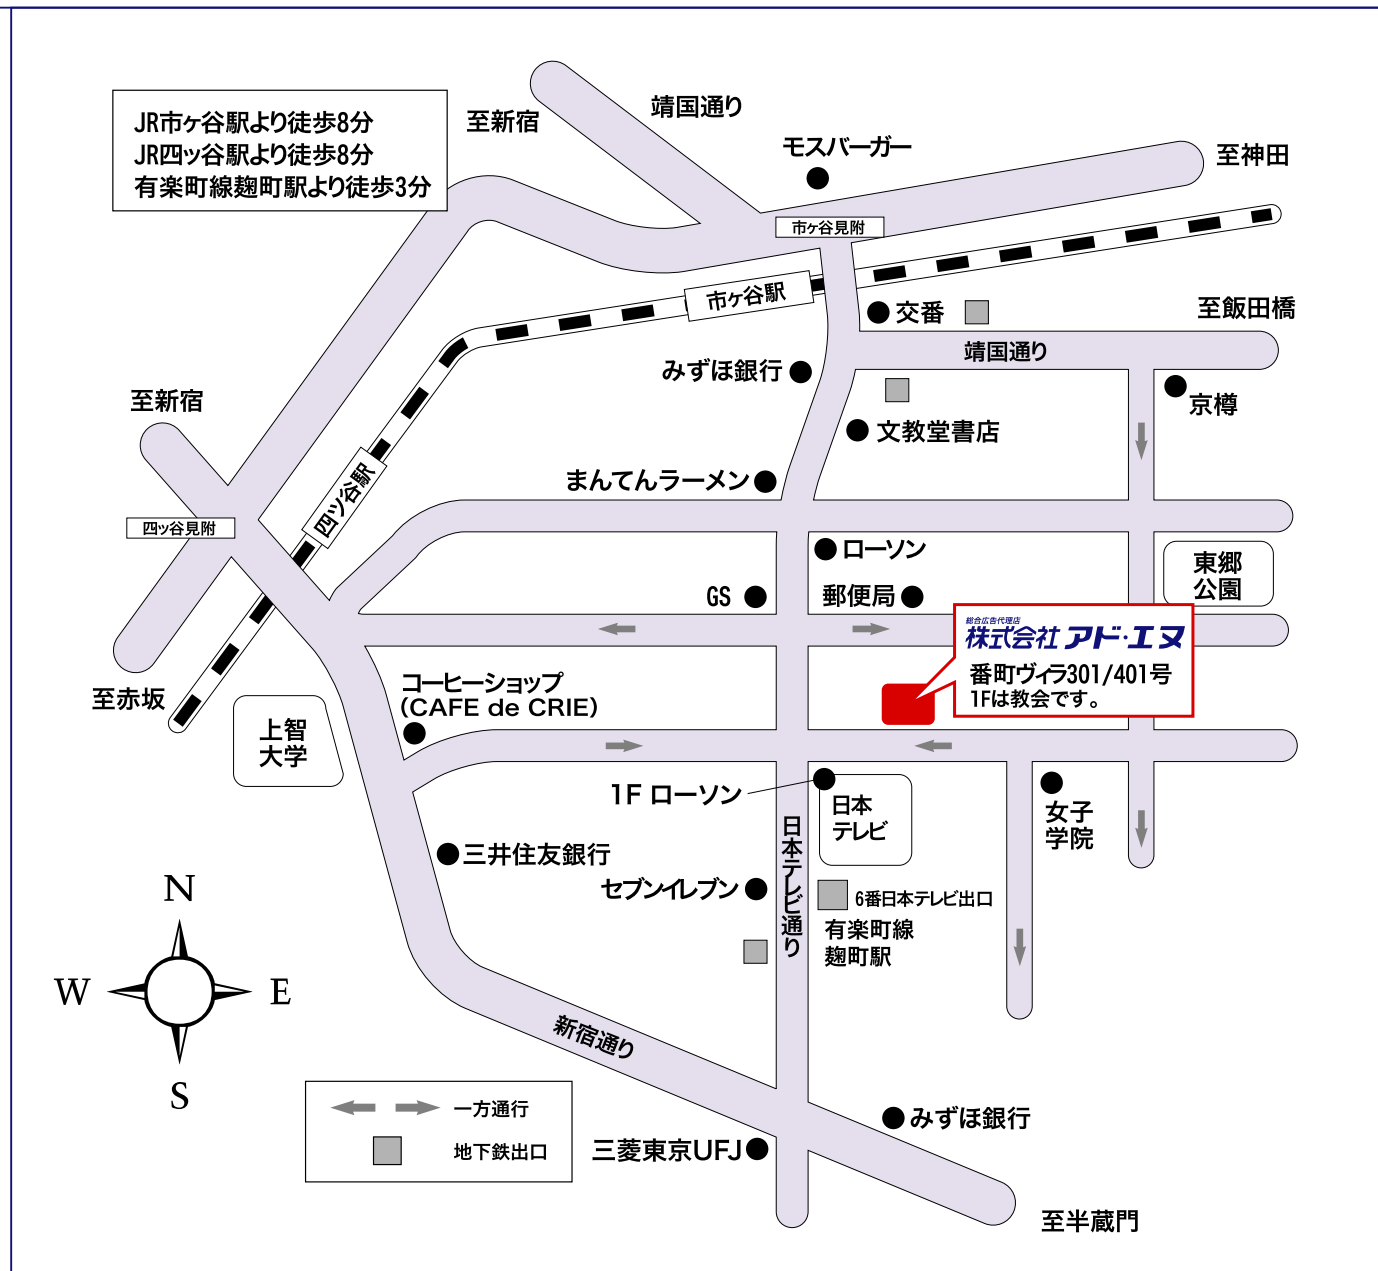 JR市ヶ谷駅より徒歩8分
JR四ッ谷駅より徒歩8分
有楽町線麹町駅より徒歩3分
至新宿
靖国通り
モスバーガー
至神田
市ヶ谷見附
市ヶ谷駅
交番
至飯田橋
靖国通り
みずほ銀行
京樽
至新宿
文教堂書店
まんてんラーメン
四ツ谷駅
四ッ谷見附
ローソン
東郷
公園
GS
郵便局
総合広告代理店
株式会社 アド・エヌ
番町ヴィラ301/401号
1Fは教会です。
至赤坂
コーヒーショップ
(CAFE de CRIE)
上智
大学
1F ローソン
日本
テレビ
女子
学院
日本テレビ通り
三井住友銀行
セブンイレブン
6番日本テレビ出口
有楽町線
麹町駅
N
W
E
S
新宿通り
一方通行
地下鉄出口
みずほ銀行
三菱東京UFJ
至半蔵門